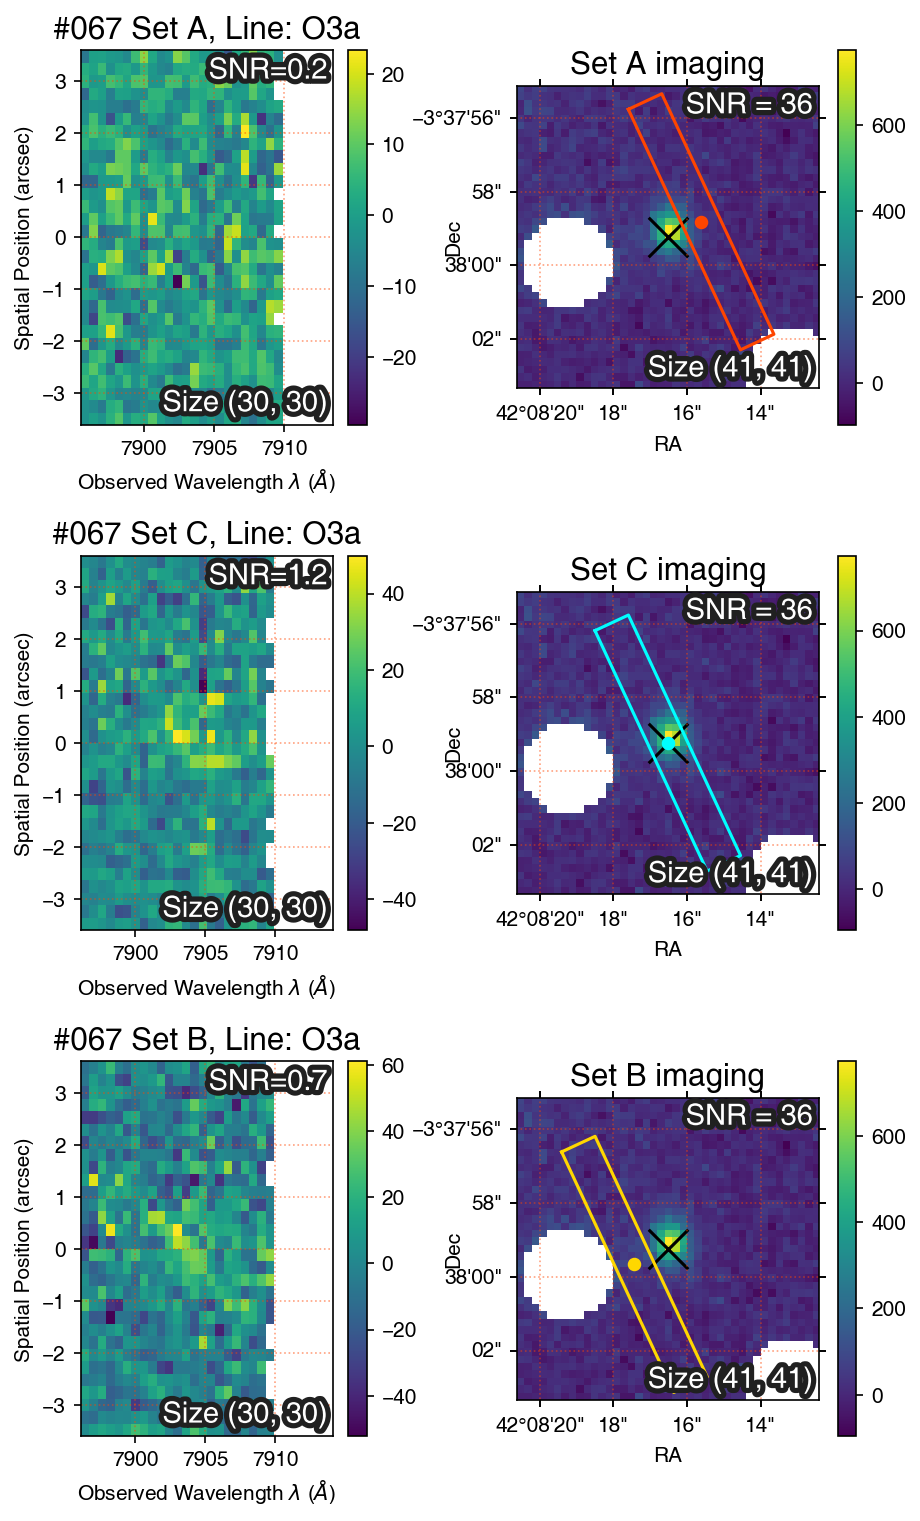 #067 Set A, Line: O3a
SNR=0.2
Size (30, 30)
3
2
1
0
−1
−2
−3
Spatial Position (arcsec)
7900 7905 7910
Observed Wavelength λ (Å)
20
10
0
−10
−20
Set A imaging
SNR = 36
Size (41, 41)
−3°37'56"
58"
38'00"
02"
Dec
42°08'20" 18" 16" 14"
RA
600
400
200
0
#067 Set C, Line: O3a
SNR=1.2
Size (30, 30)
3
2
1
0
−1
−2
−3
Spatial Position (arcsec)
7900 7905 7910
Observed Wavelength λ (Å)
40
20
0
−20
−40
Set C imaging
SNR = 36
Size (41, 41)
−3°37'56"
58"
38'00"
02"
Dec
42°08'20" 18" 16" 14"
RA
600
400
200
0
#067 Set B, Line: O3a
SNR=0.7
Size (30, 30)
3
2
1
0
−1
−2
−3
Spatial Position (arcsec)
7900 7905 7910
Observed Wavelength λ (Å)
60
40
20
0
−20
−40
Set B imaging
SNR = 36
Size (41, 41)
−3°37'56"
58"
38'00"
02"
Dec
42°08'20" 18" 16" 14"
RA
600
400
200
0